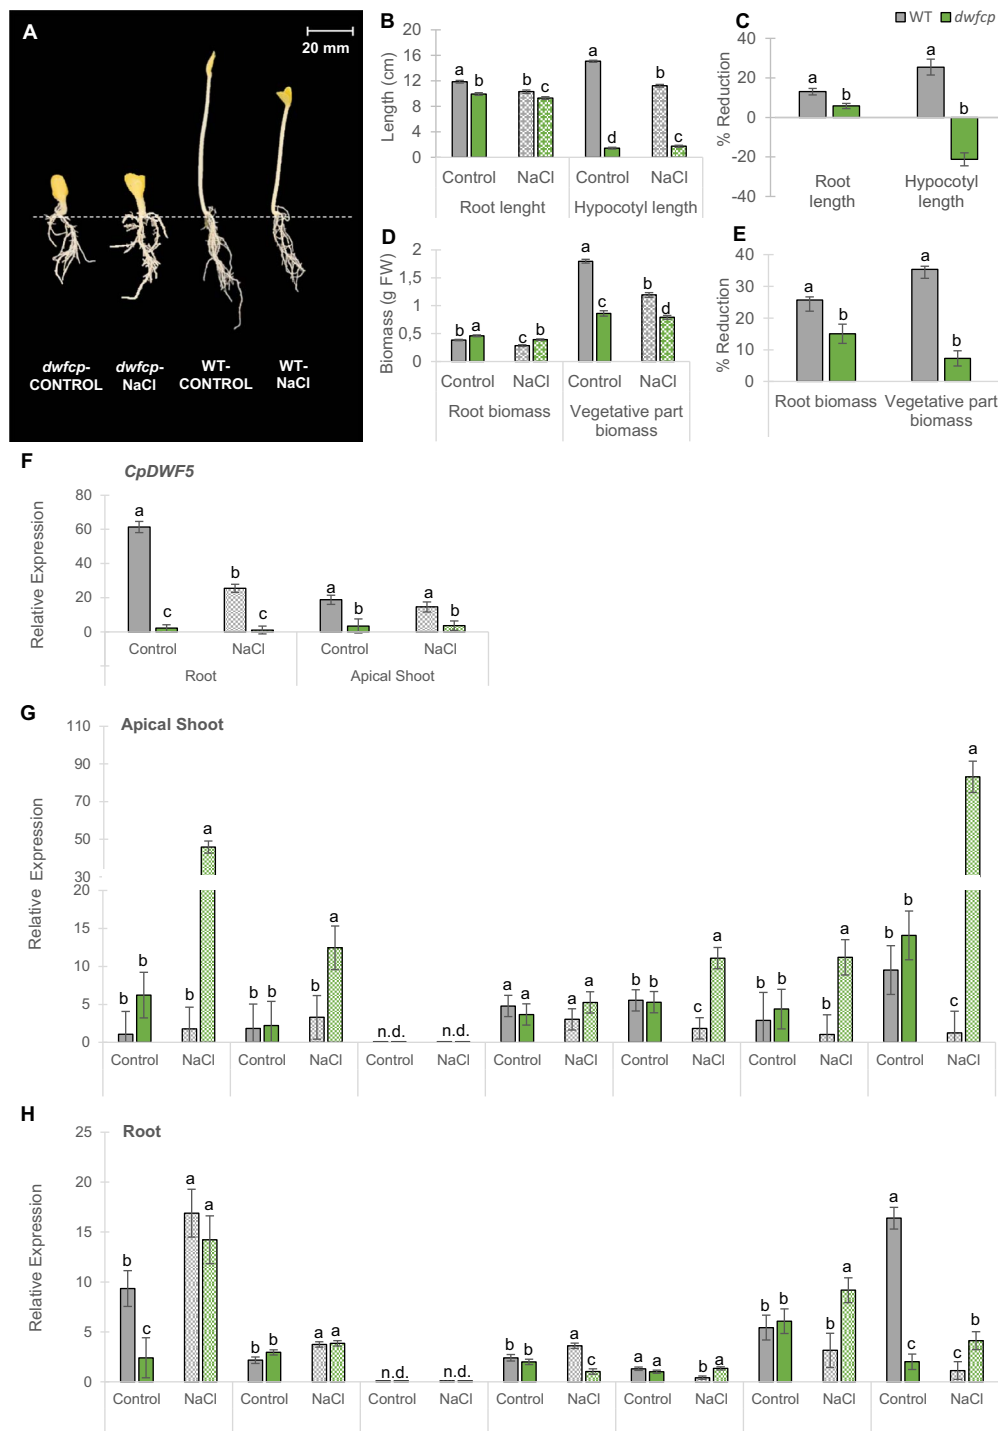 A
20 mm
dwfcp-
CONTROL
dwfcp-
NaCl
WT-
CONTROL
WT-
NaCl
B
Length (cm)
20
16
12
8
4
0
a
b
b
c
a
d
b
c
Control
NaCl
Control
NaCl
Root lenght
Hypocotyl length
C
WT
dwfcp
% Reduction
40
20
0
-20
-40
a
b
a
b
Root
length
Hypocotyl
length
D
Biomass (g FW)
2
1,5
1
0,5
0
b
a
c
b
a
c
b
d
Control
NaCl
Control
NaCl
Root biomass
Vegetative part
biomass
E
% Reduction
40
30
20
10
0
a
b
a
b
Root biomass
Vegetative part
biomass
F
CpDWF5
Relative Expression
80
60
40
20
0
a
c
b
c
a
b
a
b
Control
NaCl
Control
NaCl
Root
Apical Shoot
G
Apical Shoot
Relative Expression
110
90
70
50
30
20
15
10
5
0
b
b
b
a
b
b
b
a
n.d.
n.d.
a
a
a
a
b
b
c
a
b
b
b
a
b
b
c
a
Control
NaCl
Control
NaCl
Control
NaCl
Control
NaCl
Control
NaCl
Control
NaCl
Control
NaCl
H
Root
Relative Expression
25
20
15
10
5
0
b
c
a
a
b
b
a
a
n.d.
n.d.
b
b
a
c
a
a
b
a
b
b
b
a
a
c
c
b
Control
NaCl
Control
NaCl
Control
NaCl
Control
NaCl
Control
NaCl
Control
NaCl
Control
NaCl